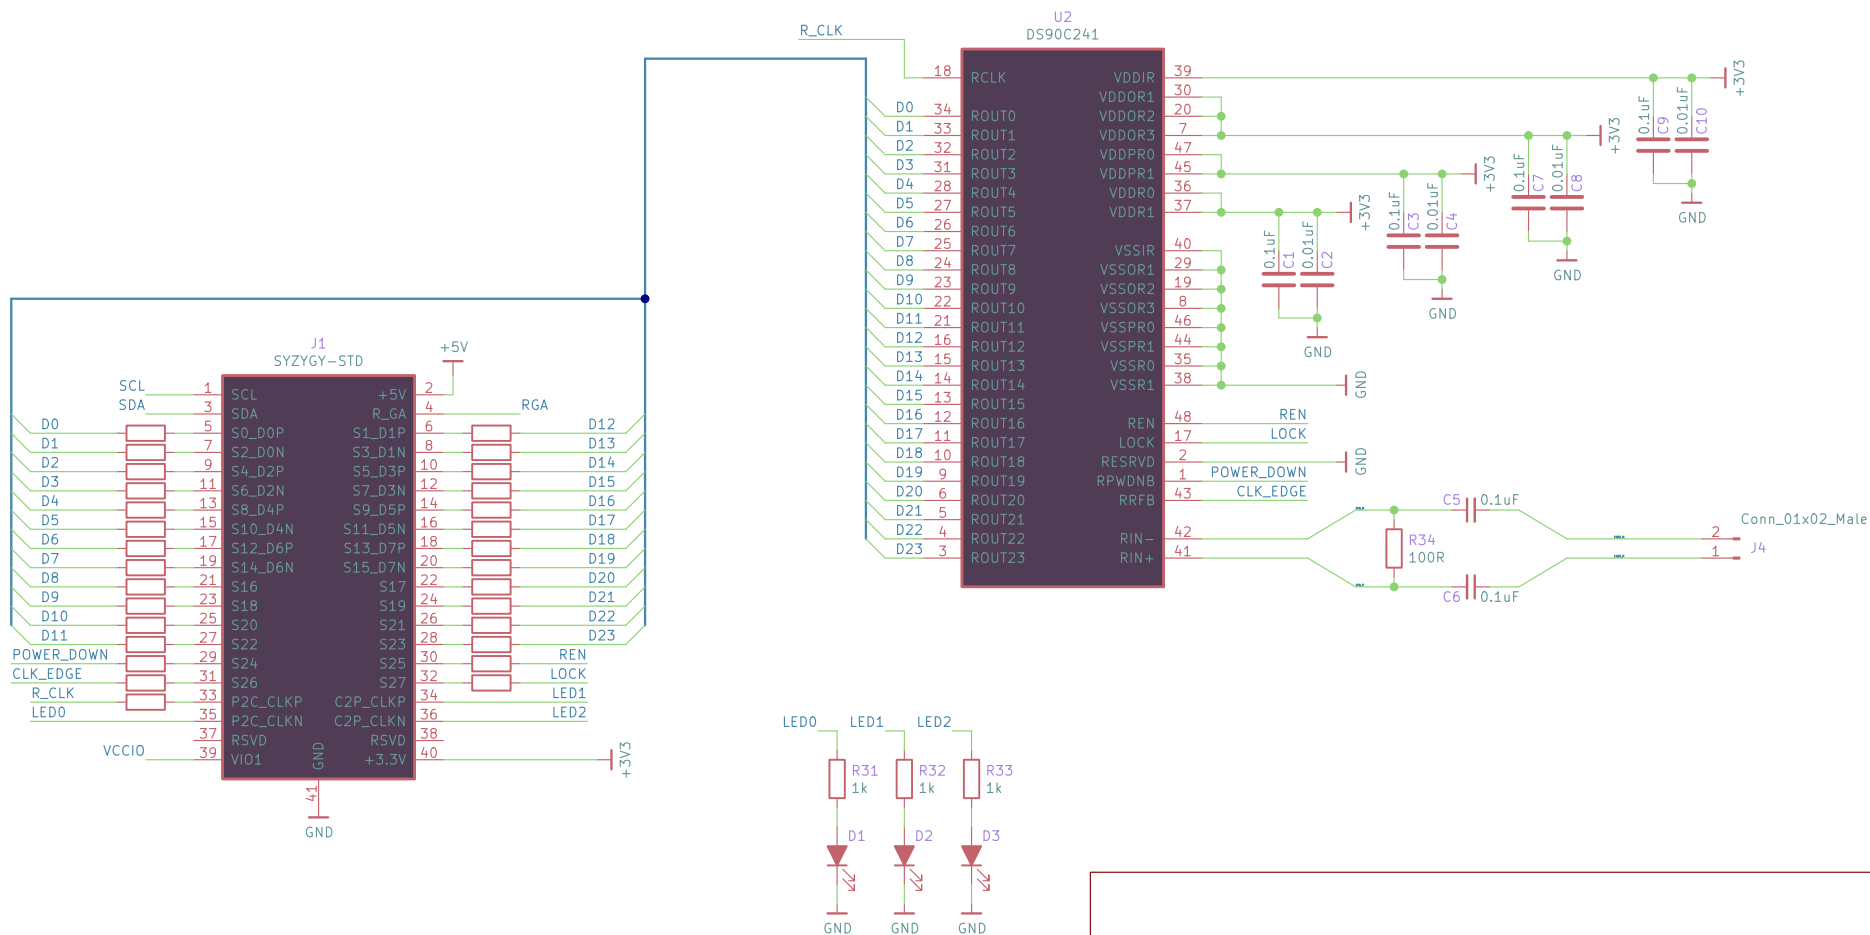 U2
DS90C241
R_CLK
18 RCLK VDDIR 39
VDDOR1 30
D0 34 ROUT0 VDDOR2 20
D1 33 ROUT1 VDDOR3 7
D2 32 ROUT2 VDDPR0 47
D3 31 ROUT3 VDDPR1 45
D4 28 ROUT4 VDDR0 36
D5 27 ROUT5 VDDR1 37
D6 26 ROUT6
D7 25 ROUT7 VSSIR 40
D8 24 ROUT8 VSSOR1 29
D9 23 ROUT9 VSSOR2 19
D10 22 ROUT10 VSSOR3 8
D11 21 ROUT11 VSSPR0 46
D12 16 ROUT12 VSSPR1 44
D13 15 ROUT13 VSSR0 35
D14 14 ROUT14 VSSR1 38 GND
D15 13 ROUT15
D16 12 ROUT16 REN 48 REN
D17 11 ROUT17 LOCK 17 LOCK
D18 10 ROUT18 RESRVD 2 GND
D19 9 ROUT19 RPWDNB 1 POWER_DOWN
D20 6 ROUT20 RRFB 43 CLK_EDGE
D21 5 ROUT21
D22 4 ROUT22 RIN- 42
D23 3 ROUT23 RIN+ 41
+3V3
0.1uF C9
0.01uF C10
GND
+3V3
0.1uF C7
0.01uF C8
GND
+3V3
0.1uF C3
0.01uF C4
GND
+3V3
0.1uF C1
0.01uF C2
GND
C5 0.1uF
R34
100R
C6 0.1uF
Conn_01x02_Male
2
1
J4
J1
SYZYGY-STD
+5V
SCL 1 SCL +5V 2
SDA 3 SDA R_GA 4 RGA
D0 5 S0_D0P S1_D1P 6 D12
D1 7 S2_D0N S3_D1N 8 D13
D2 9 S4_D2P S5_D3P 10 D14
D3 11 S6_D2N S7_D3N 12 D15
D4 13 S8_D4P S9_D5P 14 D16
D5 15 S10_D4N S11_D5N 16 D17
D6 17 S12_D6P S13_D7P 18 D18
D7 19 S14_D6N S15_D7N 20 D19
D8 21 S16 S17 22 D20
D9 23 S18 S19 24 D21
D10 25 S20 S21 26 D22
D11 27 S22 S23 28 D23
POWER_DOWN 29 S24 S25 30 REN
CLK_EDGE 31 S26 S27 32 LOCK
R_CLK 33 P2C_CLKP C2P_CLKP 34 LED1
LED0 35 P2C_CLKN C2P_CLKN 36 LED2
37 RSVD RSVD 38
VCCIO 39 VIO1 GND +3.3V 40 +3V3
41
GND
LED0 LED1 LED2
R31 R32 R33
1k 1k 1k
D1 D2 D3
GND GND GND